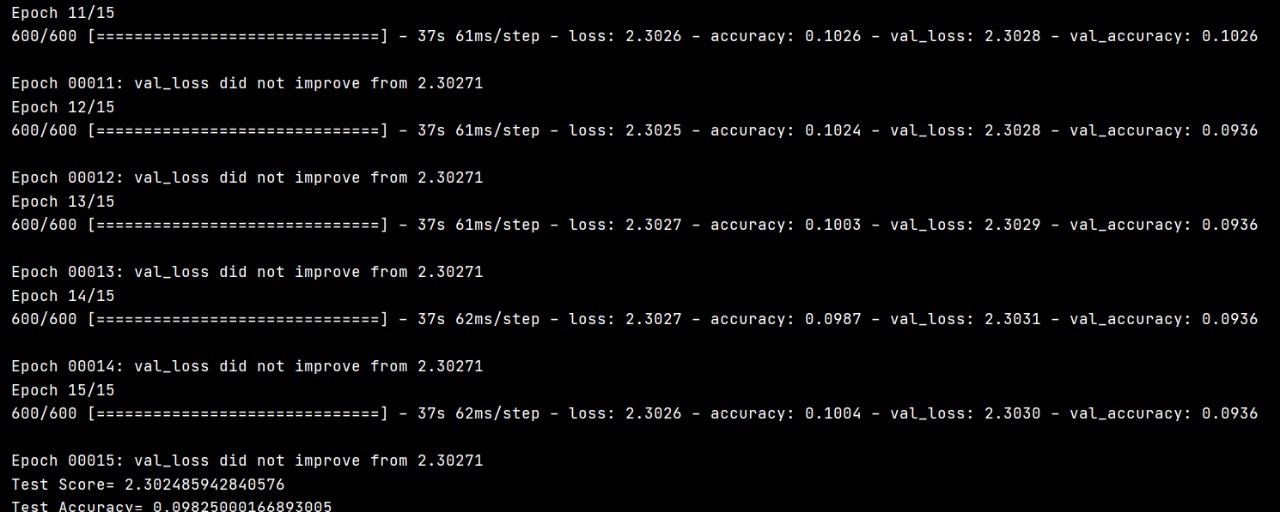 Epoch 11/15
600/600 [==============================] - 37s 61ms/step - loss: 2.3026 - accuracy: 0.1026 - val_loss: 2.3028 - val_accuracy: 0.1026
Epoch 00011: val_loss did not improve from 2.30271
Epoch 12/15
600/600 [==============================] - 37s 61ms/step - loss: 2.3025 - accuracy: 0.1024 - val_loss: 2.3028 - val_accuracy: 0.0936
Epoch 00012: val_loss did not improve from 2.30271
Epoch 13/15
600/600 [==============================] - 37s 61ms/step - loss: 2.3027 - accuracy: 0.1003 - val_loss: 2.3029 - val_accuracy: 0.0936
Epoch 00013: val_loss did not improve from 2.30271
Epoch 14/15
600/600 [==============================] - 37s 62ms/step - loss: 2.3027 - accuracy: 0.0987 - val_loss: 2.3031 - val_accuracy: 0.0936
Epoch 00014: val_loss did not improve from 2.30271
Epoch 15/15
600/600 [==============================] - 37s 62ms/step - loss: 2.3026 - accuracy: 0.1004 - val_loss: 2.3030 - val_accuracy: 0.0936
Epoch 00015: val_loss did not improve from 2.30271
Test Score= 2.302485942840576
Test Accuracy= 0.09825000166893005